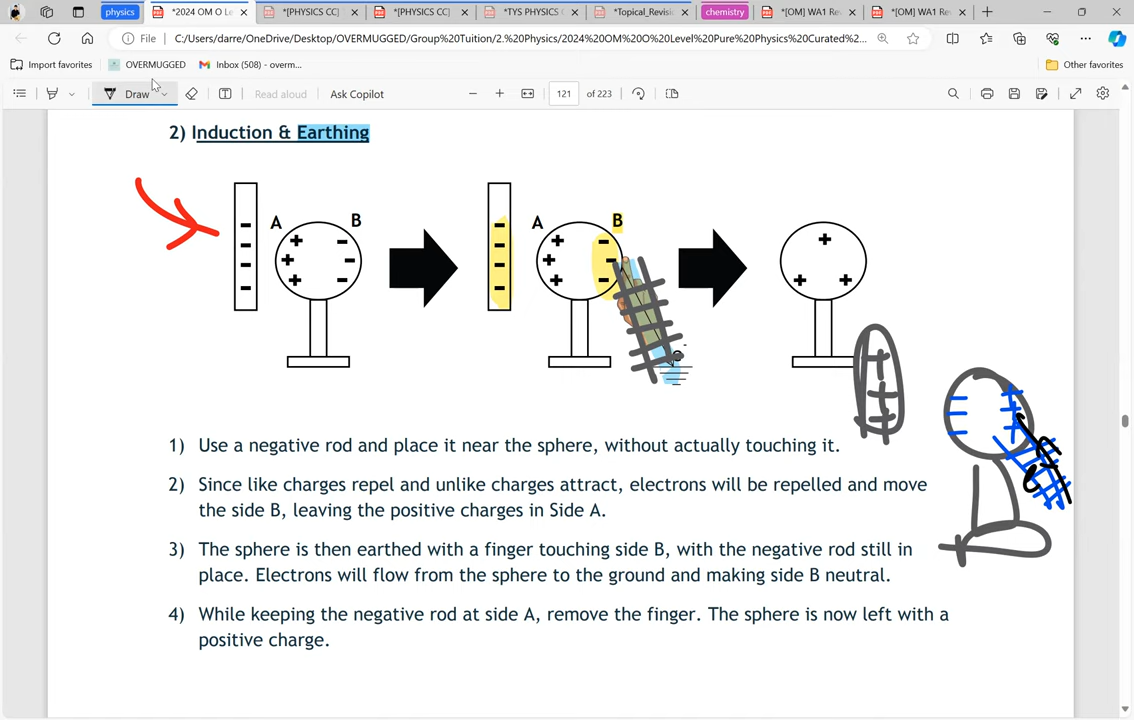 physics
*2024 OM O Le
*[PHYSICS CC]
*[PHYSICS CC]
*TYS PHYSICS
*Topical_Revis
chemistry
*[OM] WA1 R
*[OM] WA1 Re
File
C:/Users/darre/OneDrive/Desktop/OVERMUGGED/Group%20Tuition/2.%20Physics/2024%20OM%20O%20Level%20Pure%20Physics%20Curated%2...
Import favorites
OVERMUGGED
Inbox (508) – overm...
Other favorites
Draw
Read aloud
Ask Copilot
121
of 223
2) Induction & Earthing
A
B
A
B
1) Use a negative rod and place it near the sphere, without actually touching it.
2) Since like charges repel and unlike charges attract, electrons will be repelled and move
the side B, leaving the positive charges in Side A.
3) The sphere is then earthed with a finger touching side B, with the negative rod still in
place. Electrons will flow from the sphere to the ground and making side B neutral.
4) While keeping the negative rod at side A, remove the finger. The sphere is now left with a
positive charge.